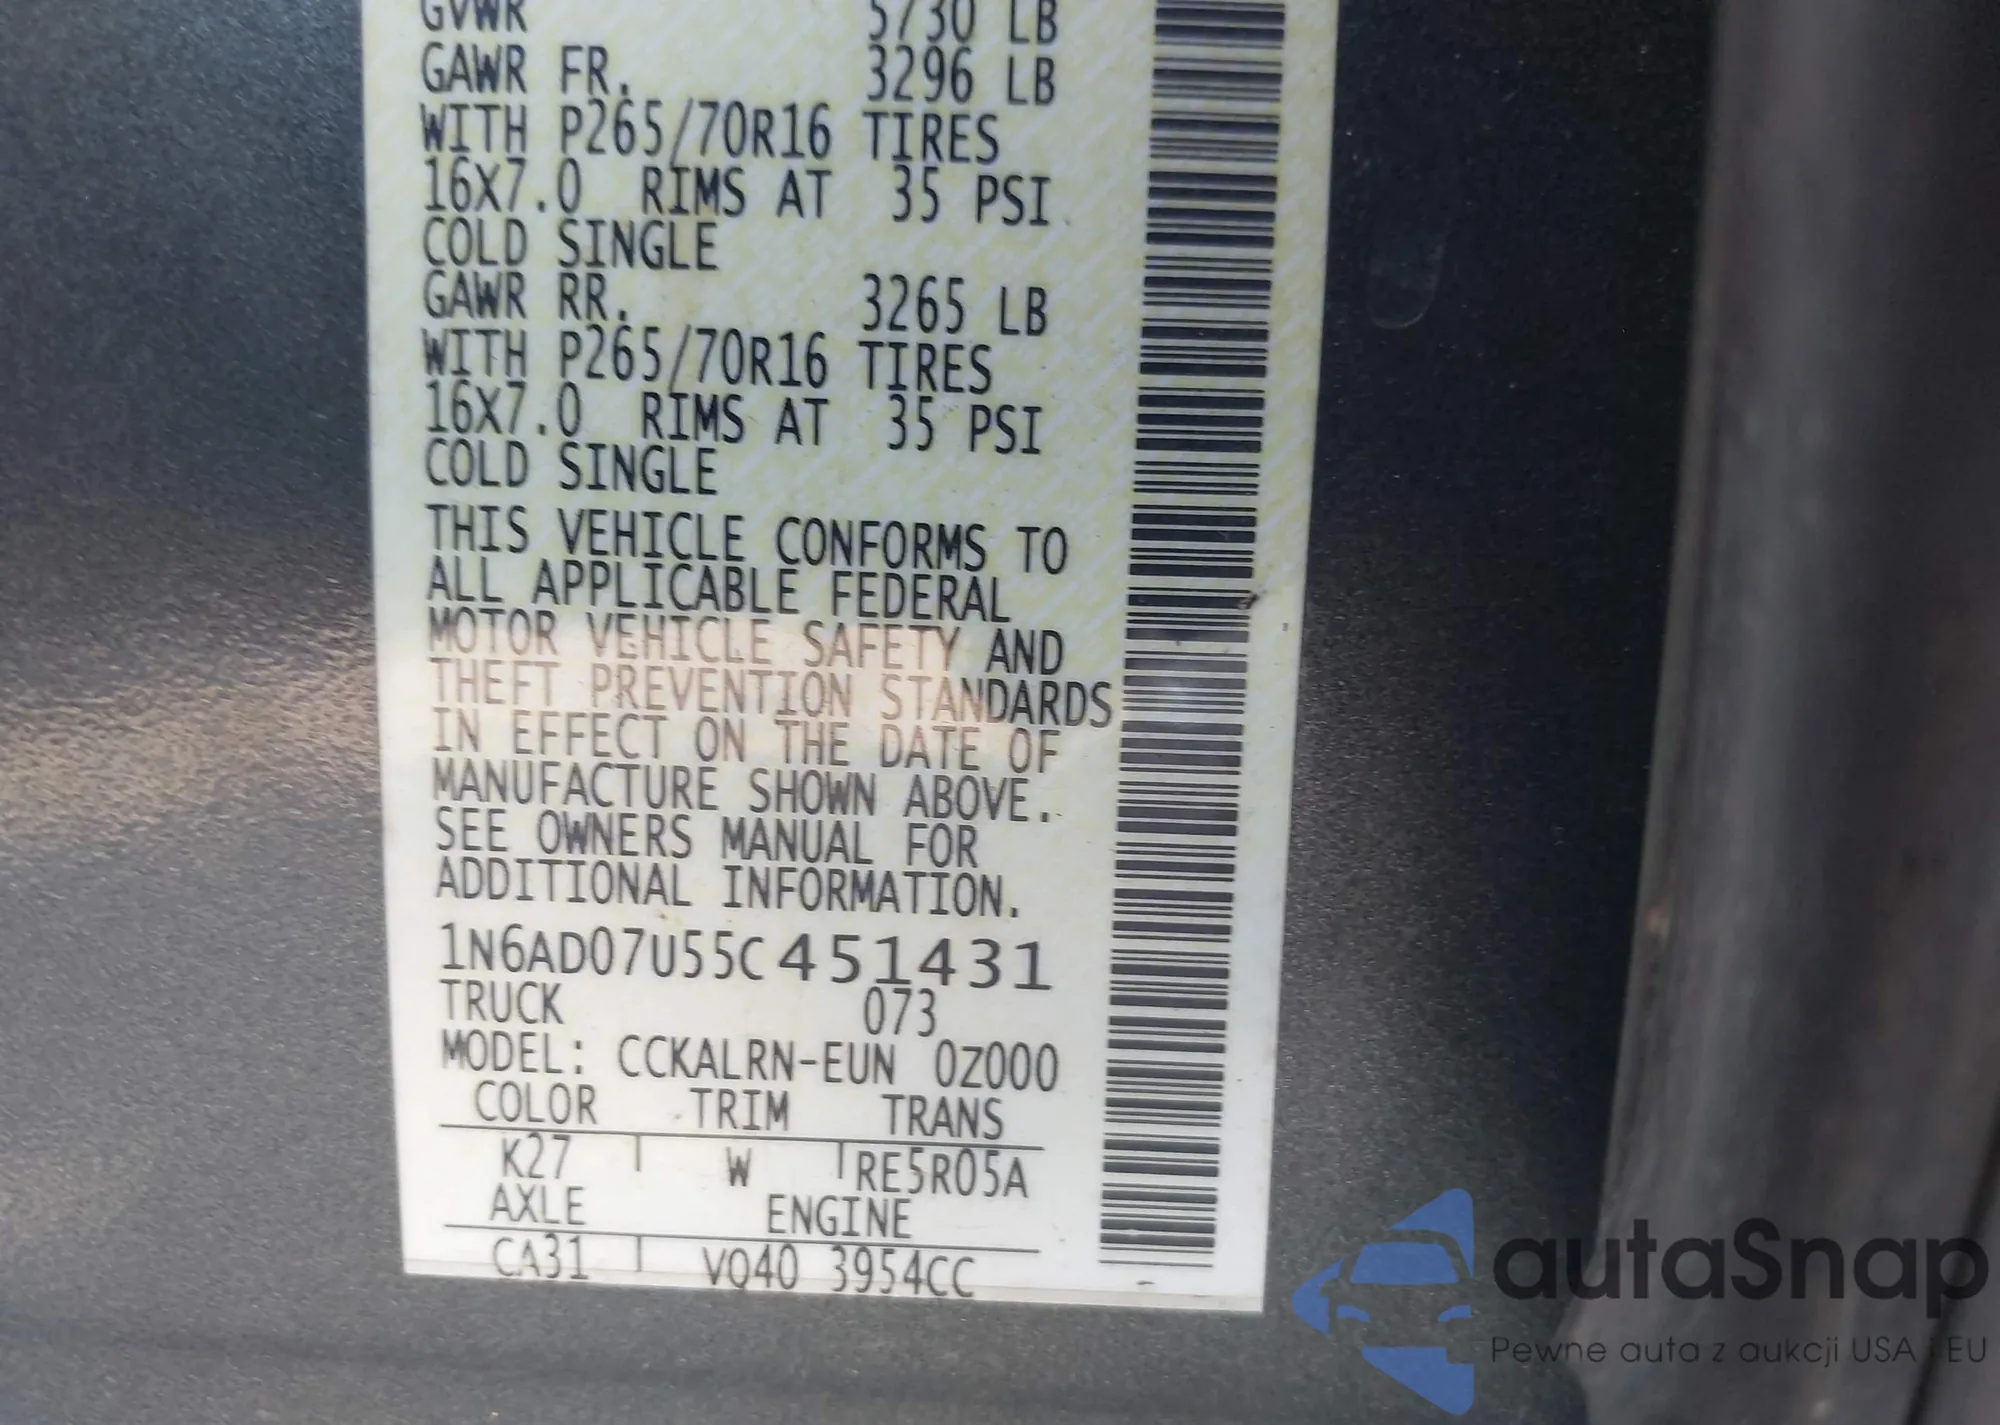 GVWR 5730 LB
GAWR FR. 3296 LB
WITH P265/70R16 TIRES
16X7.0 RIMS AT 35 PSI
COLD SINGLE
GAWR RR. 3265 LB
WITH P265/70R16 TIRES
16X7.0 RIMS AT 35 PSI
COLD SINGLE
THIS VEHICLE CONFORMS TO
ALL APPLICABLE FEDERAL
MOTOR VEHICLE SAFETY AND
THEFT PREVENTION STANDARDS
IN EFFECT ON THE DATE OF
MANUFACTURE SHOWN ABOVE.
SEE OWNERS MANUAL FOR
ADDITIONAL INFORMATION.
1N6AD07U55C451431
TRUCK 073
MODEL: CCKALRN-EUN 0Z000
COLOR TRIM TRANS
K27 W RE5R05A
AXLE ENGINE
CA31 VQ40 3954CC
autaSnap
Pewne auta z aukcji USA i EU